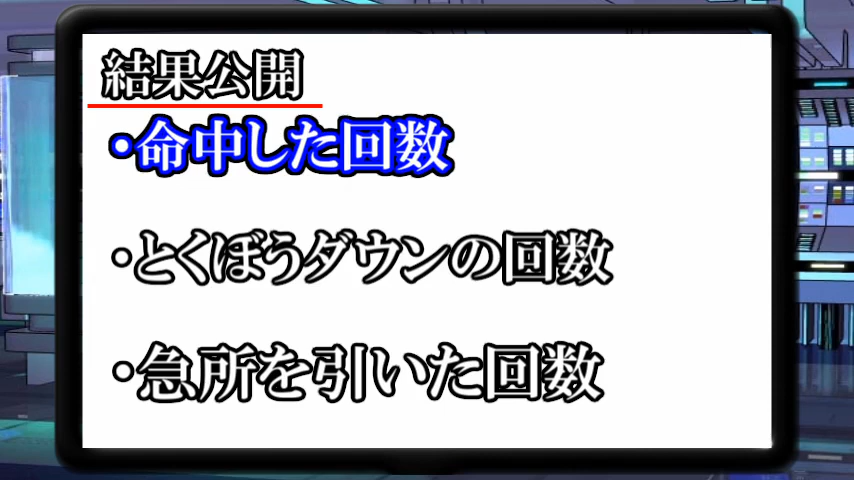 結果公開
・命中した回数
・とくぼうダウンの回数
・急所を引いた回数